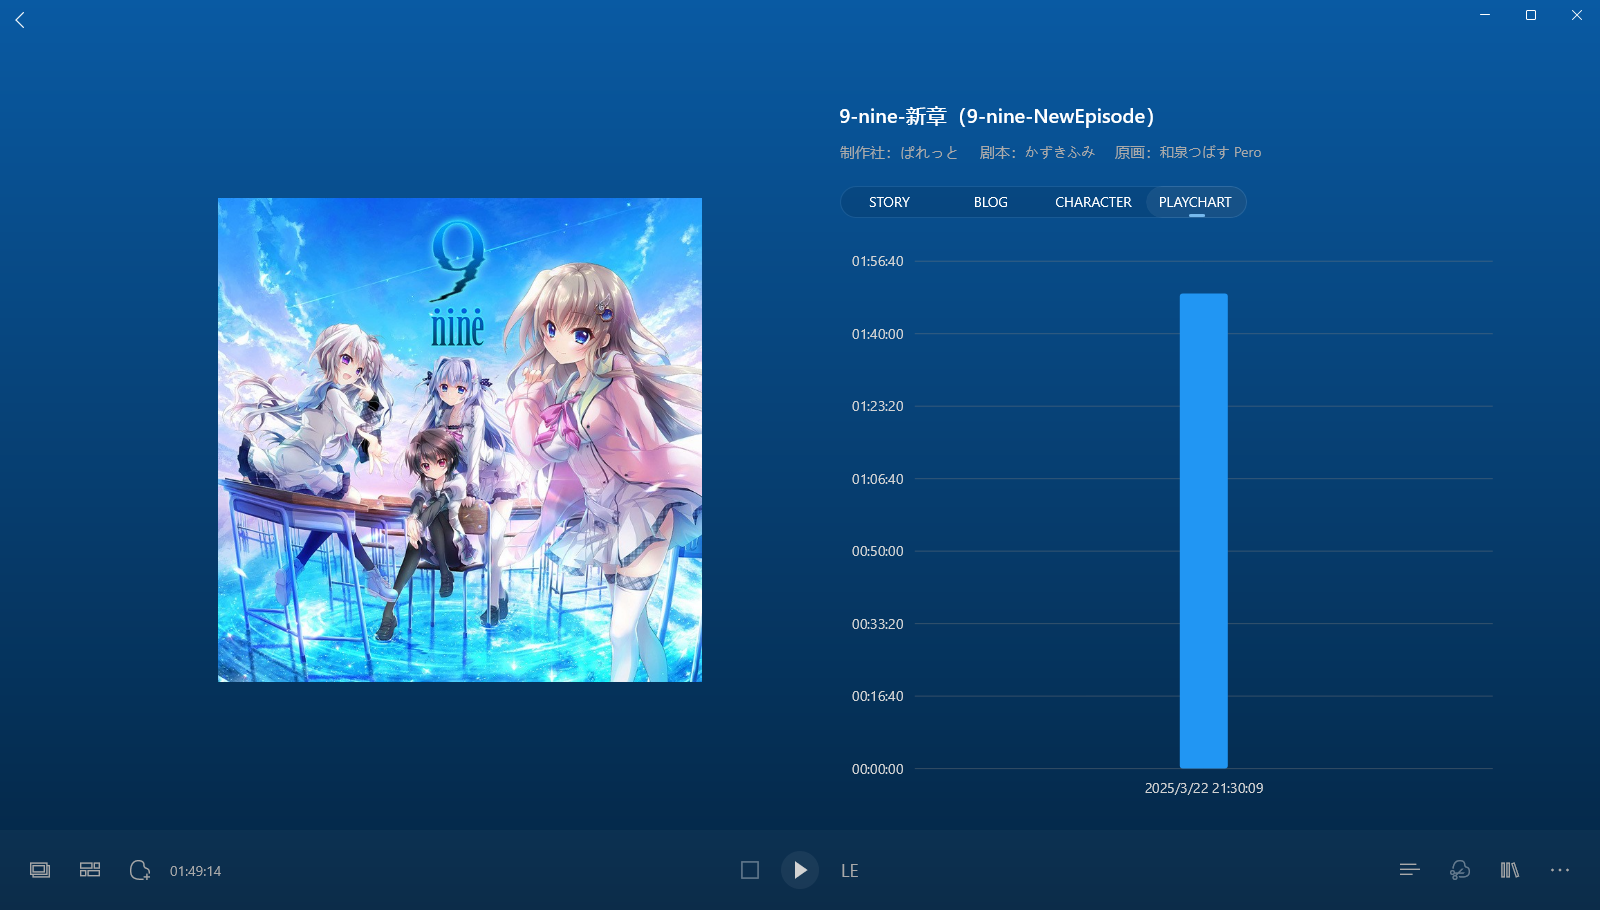 9
nine
9-nine-新章（9-nine-NewEpisode）
制作社：ぱれっと 剧本：かずきふみ 原画：和泉つばす Pero
STORY BLOG CHARACTER PLAYCHART
01:56:40
01:40:00
01:23:20
01:06:40
00:50:00
00:33:20
00:16:40
00:00:00
2025/3/22 21:30:09
01:49:14
LE